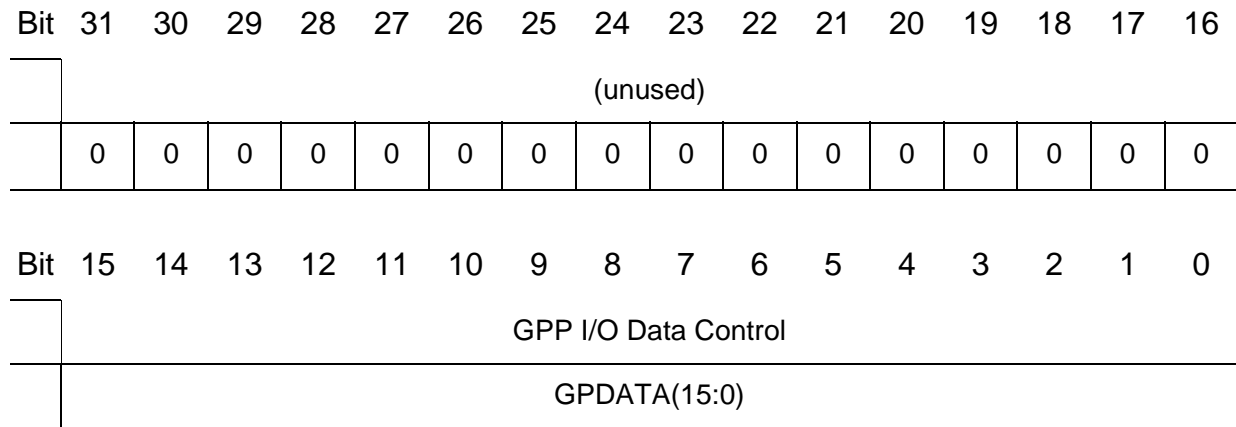 Bit 31 30 29 28 27 26 25 24 23 22 21 20 19 18 17 16
(unused)
0 0 0 0 0 0 0 0 0 0 0 0 0 0 0 0
Bit 15 14 13 12 11 10 9 8 7 6 5 4 3 2 1 0
GPP I/O Data Control
GPDATA(15:0)